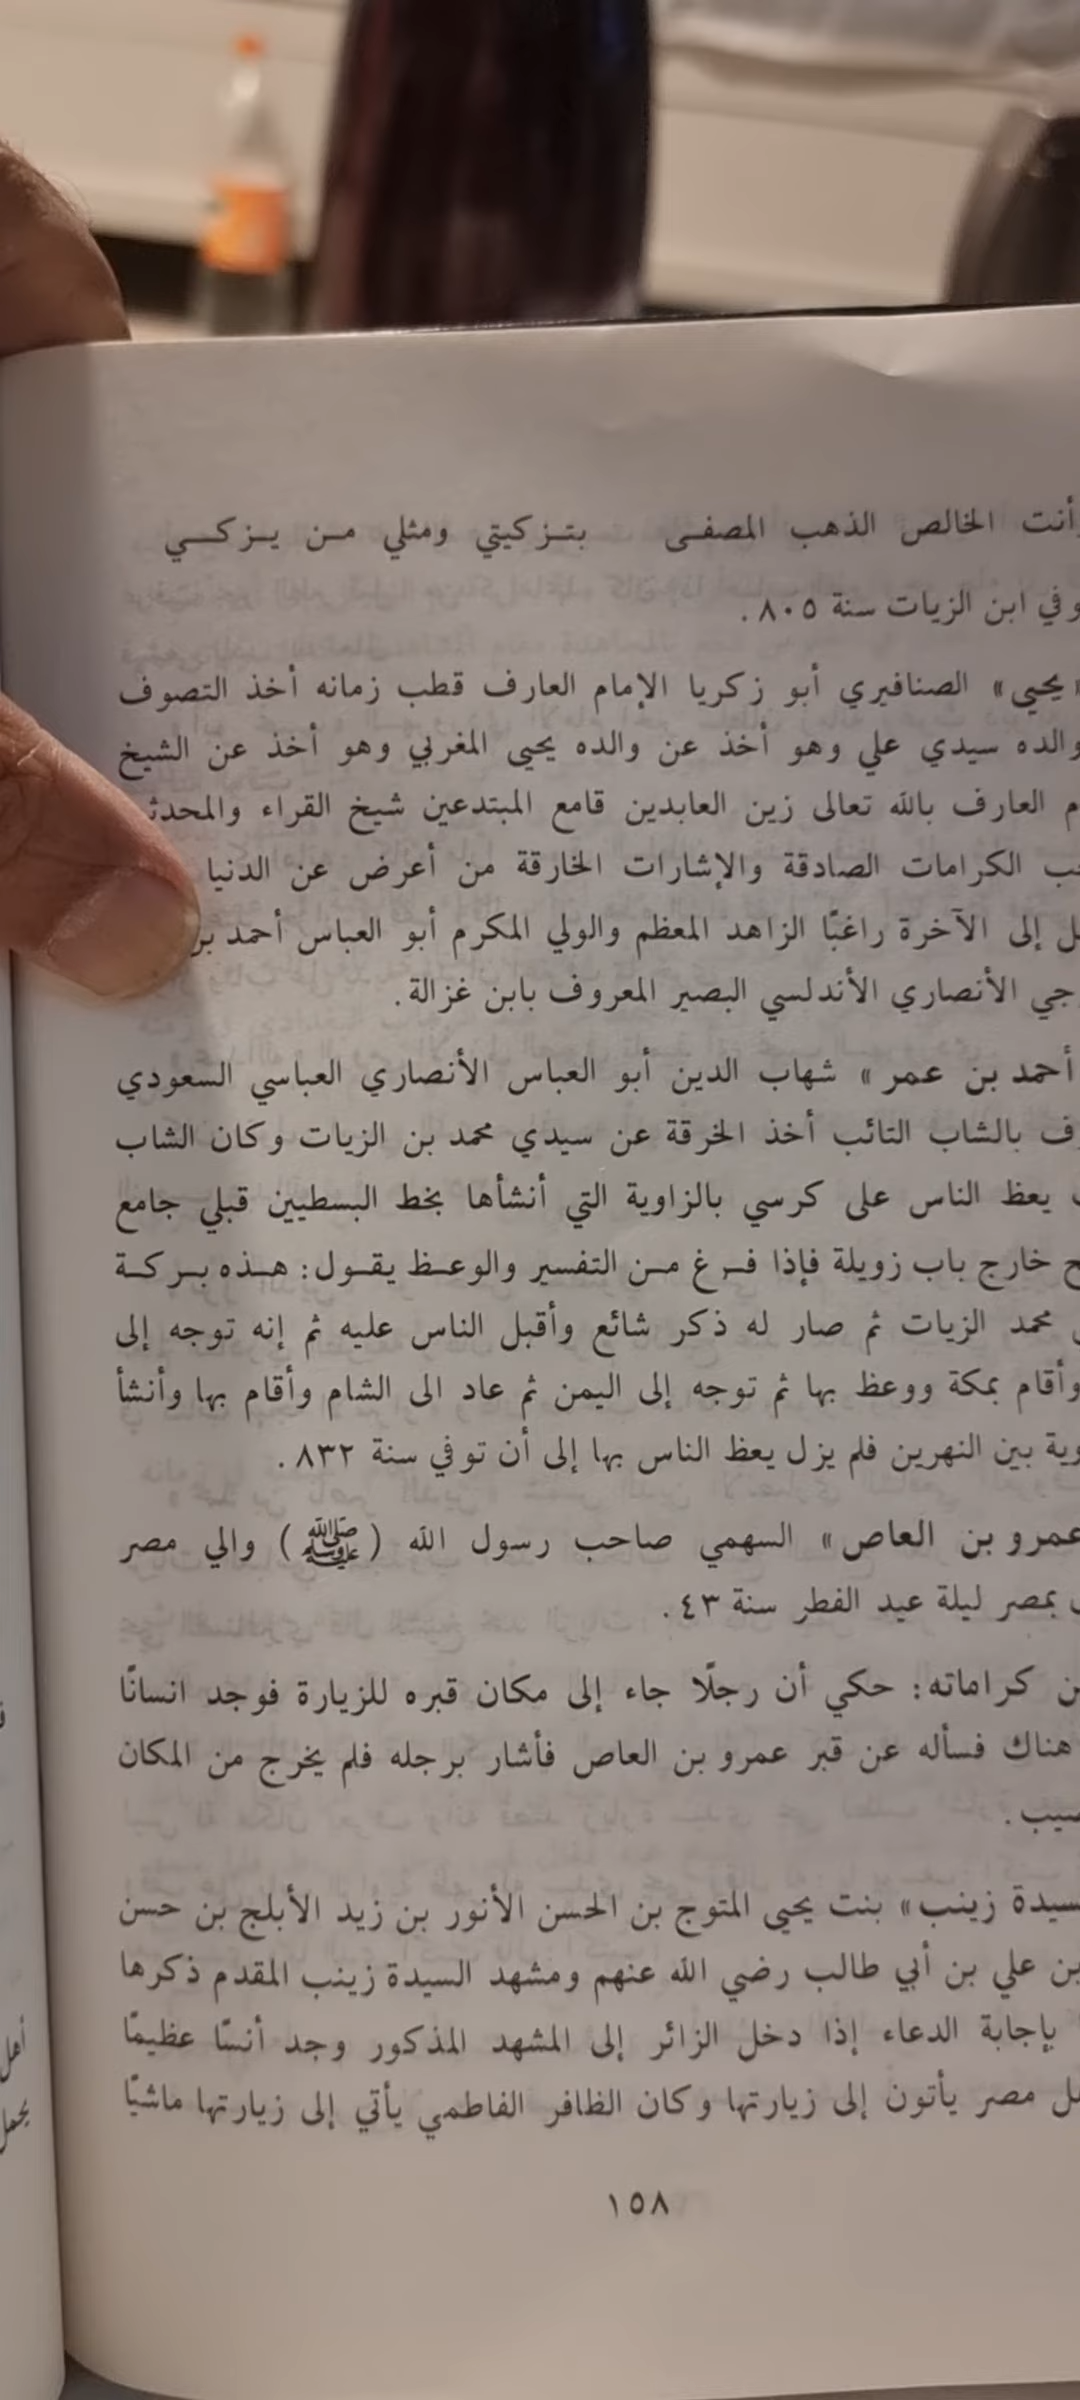 أنت الخالص الذهب المصفى بتزكيتي ومثلي من يزكي
وفي ابن الزيات سنة ٨٠٥.
«يحيى» الصنافيري أبو زكريا الإمام العارف قطب زمانه أخذ التصوف
والده سيدي علي وهو أخذ عن والده يحيى المغربي وهو أخذ عن الشيخ
العارف بالله تعالى زين العابدين قامع المبتدعين شيخ القراء
الكرامات الصادقة والإشارات الخارقة من أعرض عن الدنيا
إلى الآخرة راغبًا الزاهد المعظم والولي المكرم أبو العباس أحمد
جي الأنصاري الأندلسي البصير المعروف بابن غزالة.
أحمد بن عمر» شهاب الدين أبو العباس الأنصاري العباسي السعودي
بالشاب التائب أخذ الخرقة عن سيدي محمد بن الزيات وكان الشاب
يعظ الناس على كرسي بالزاوية التي أنشأها بخط البسطيين قبلي جامع
خارج باب زويلة فإذا فرغ من التفسير والوعظ يقول: هذه بركة
محمد الزيات ثم صار له ذكر شائع وأقبل الناس عليه ثم إنه توجه إلى
وأقام بمكة ووعظ بها ثم توجه إلى اليمن ثم عاد الى الشام وأقام بها وأنشأ
وية بين النهرين فلم يزل يعظ الناس بها إلى أن توفي سنة ٨٣٢.
عمرو بن العاص» السهمي صاحب رسول الله (ﷺ) والي مصر
بمصر ليلة عيد الفطر سنة ٤٣.
كراماته: حكي أن رجلًا جاء إلى مكان قبره للزيارة فوجد انسانًا
هناك فسأله عن قبر عمرو بن العاص فأشار برجله فلم يخرج من المكان
صيب.
سيدة زينب» بنت يحيى المتوج بن الحسن الأنور بن زيد الأبلج بن حسن
بن علي بن أبي طالب رضي الله عنهم ومشهد السيدة زينب المقدم ذكرها
بإجابة الدعاء إذا دخل الزائر إلى المشهد المذكور وجد أنسًا عظيمًا
مصر يأتون إلى زيارتها وكان الظافر الفاطمي يأتي إلى زيارتها ماشيًا
١٥٨